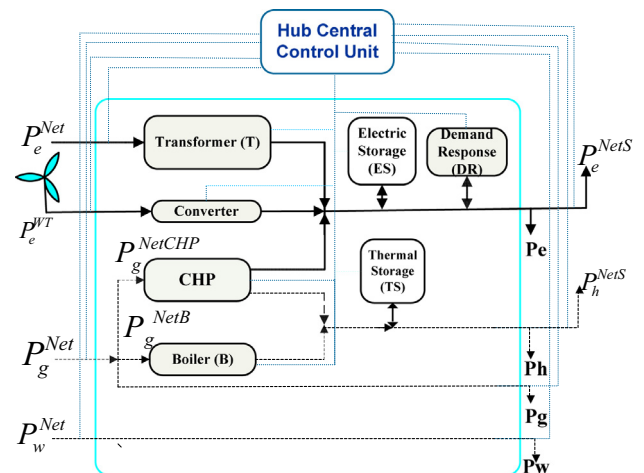 Hub Central
Control Unit
P_e^{Net}
Transformer (T)
Electric
Storage
(ES)
Demand
Response
(DR)
P_e^{NetS}
P_e^{WT}
Converter
Pe
P_g^{NetCHP}
CHP
Thermal
Storage
(TS)
P_h^{NetS}
P_g^{NetB}
P_g^{Net}
Boiler (B)
Ph
Pg
P_w^{Net}
Pw